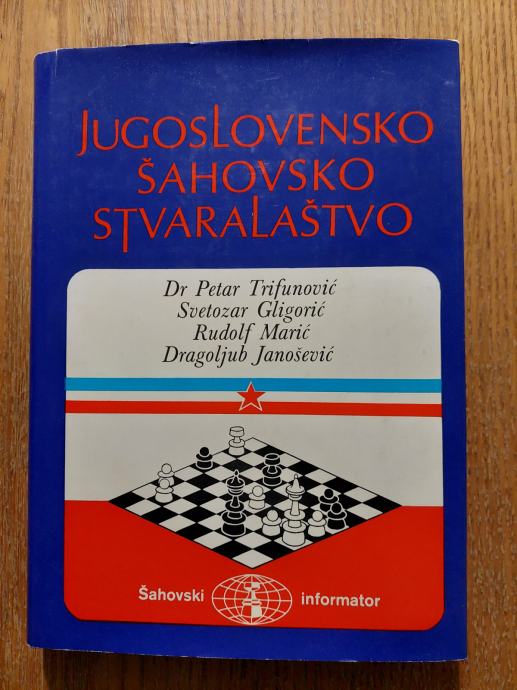 JUGOSLOVENSKO
ŠAHOVSKO
STVARALAŠTVO
Dr Petar Trifunović
Svetozar Gligorić
Rudolf Marić
Dragoljub Janošević
Šahovski informator